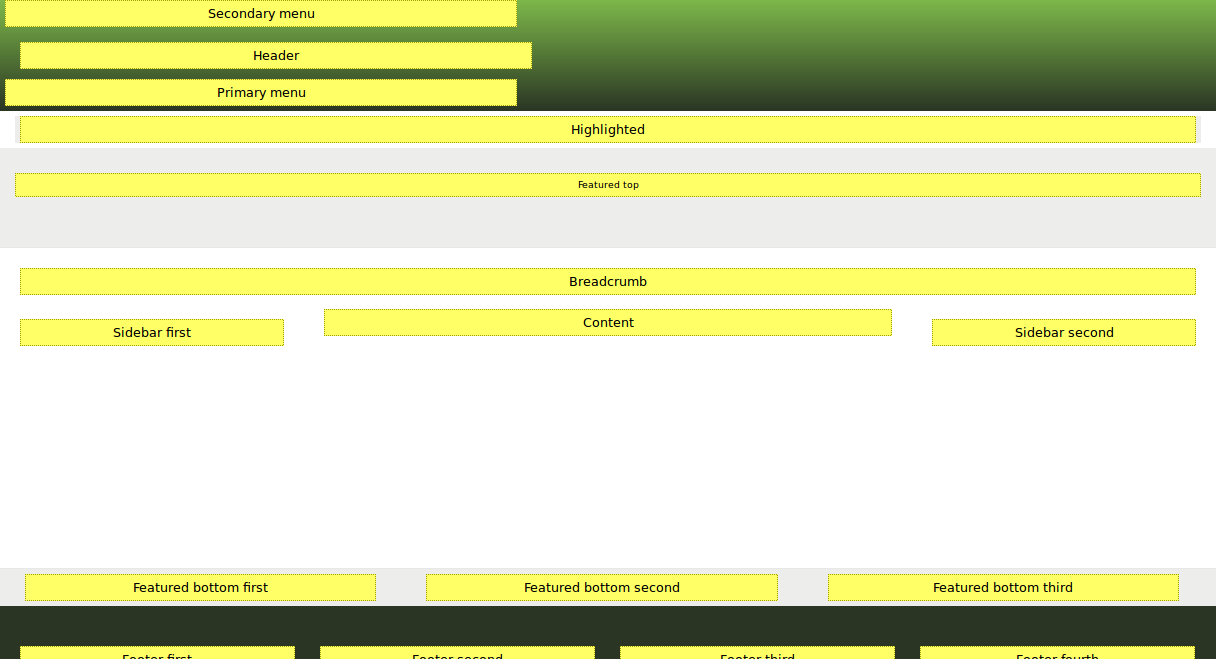 Secondary menu
Header
Primary menu
Highlighted
Featured top
Breadcrumb
Content
Sidebar first
Sidebar second
Featured bottom first
Featured bottom second
Featured bottom third
Footer first
Footer second
Footer third
Footer fourth